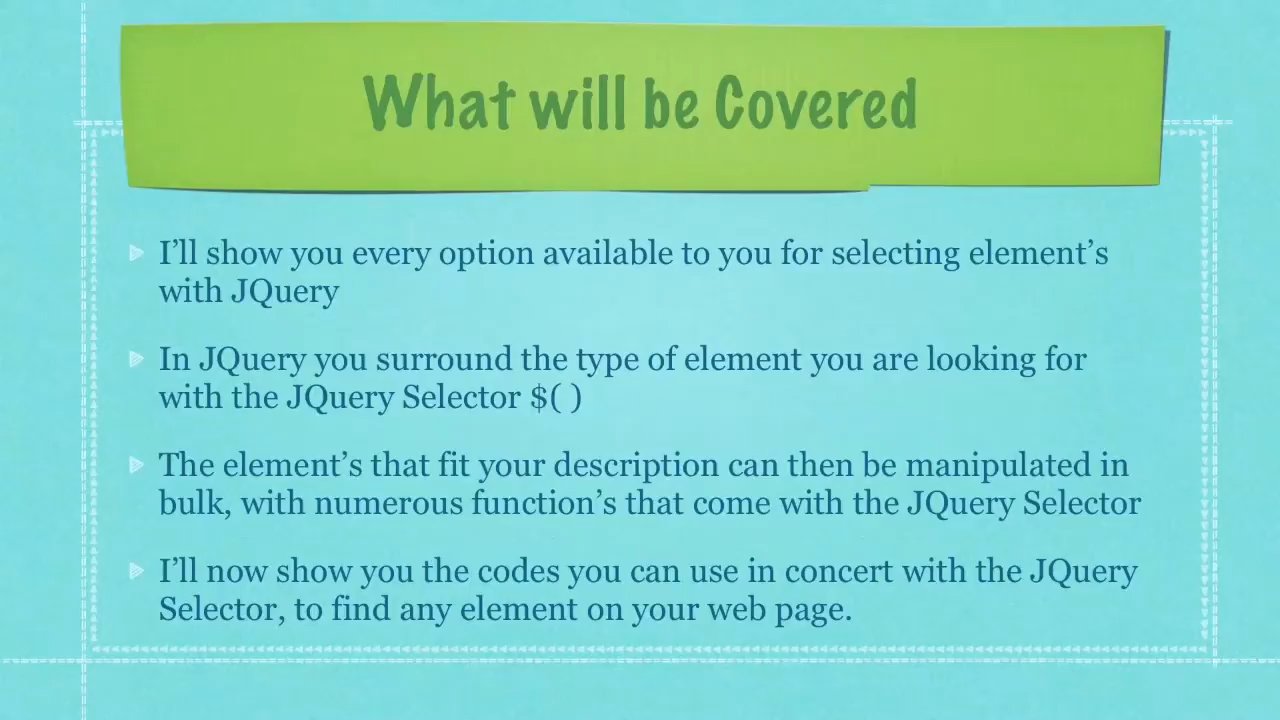 What will be Covered
I’ll show you every option available to you for selecting element’s
with JQuery
In JQuery you surround the type of element you are looking for
with the JQuery Selector $( )
The element’s that fit your description can then be manipulated in
bulk, with numerous function’s that come with the JQuery Selector
I’ll now show you the codes you can use in concert with the JQuery
Selector, to find any element on your web page.